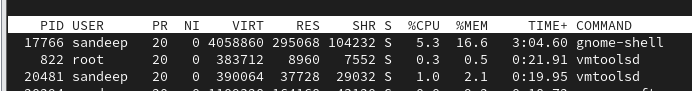 PID USER PR NI VIRT RES SHR S %CPU %MEM TIME+ COMMAND
17766 sandeep 20 0 4058860 295068 104232 S 5.3 16.6 3:04.60 gnome-shell
822 root 20 0 383712 8960 7552 S 0.3 0.5 0:21.91 vmtoolsd
20481 sandeep 20 0 390064 37728 29032 S 1.0 2.1 0:19.95 vmtoolsd